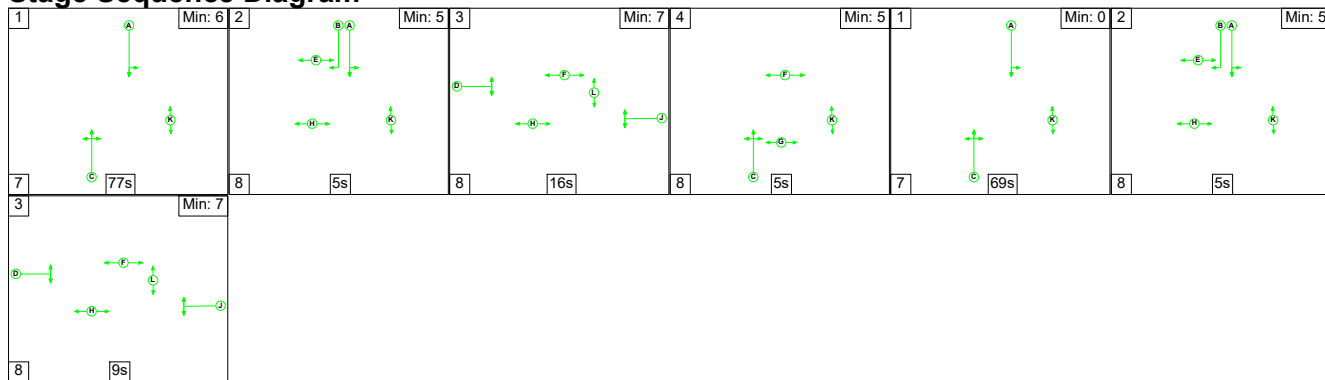 Stage Sequence Diagram
1 Min: 6 2 Min: 5 3 Min: 7 4 Min: 5 1 Min: 0 2 Min: 5
A B A A B A
E F F E
D L
K K J K K K
H H G H
C C C
7 77s 8 5s 8 16s 8 5s 7 69s 8 5s
3 Min: 7
F
D L
H J
8 9s